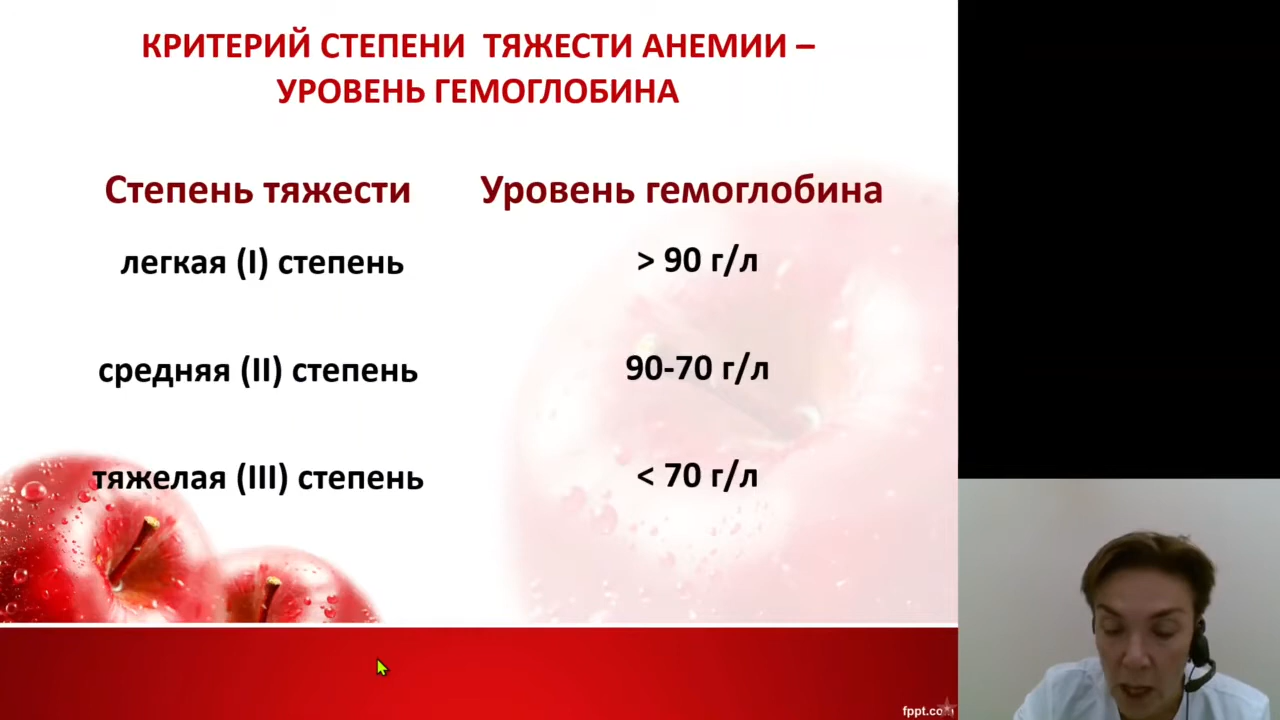 КРИТЕРИЙ СТЕПЕНИ ТЯЖЕСТИ АНЕМИИ –
УРОВЕНЬ ГЕМОГЛОБИНА
Степень тяжести Уровень гемоглобина
легкая (I) степень > 90 г/л
средняя (II) степень 90-70 г/л
тяжелая (III) степень < 70 г/л
fppt.com